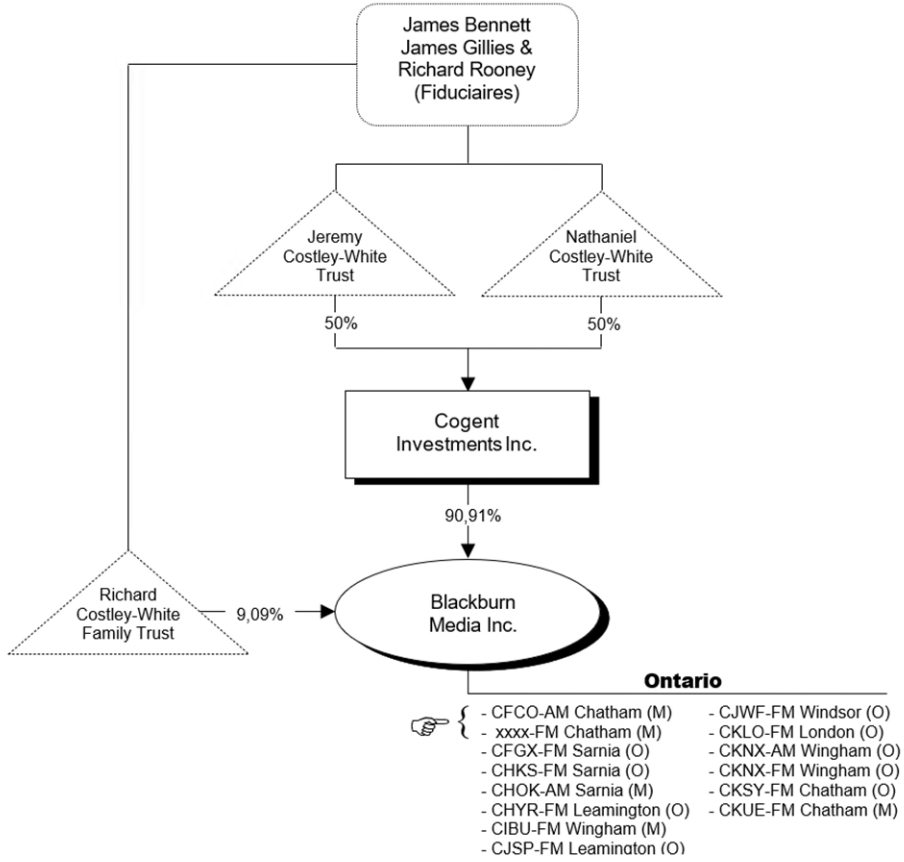 James Bennett
James Gillies &
Richard Rooney
(Fiduciaires)
Jeremy
Costley-White
Trust
Nathaniel
Costley-White
Trust
50%
50%
Cogent
Investments Inc.
90,91%
Richard
Costley-White
Family Trust
9,09%
Blackburn
Media Inc.
Ontario
- CFCO-AM Chatham (M)
- xxxx-FM Chatham (M)
- CFGX-FM Sarnia (O)
- CHKS-FM Sarnia (O)
- CHOK-AM Sarnia (M)
- CHYR-FM Leamington (O)
- CIBU-FM Wingham (M)
- CJSP-FM Leamington (O)
- CJWF-FM Windsor (O)
- CKLO-FM London (O)
- CKNX-AM Wingham (O)
- CKNX-FM Wingham (O)
- CKSY-FM Chatham (O)
- CKUE-FM Chatham (M)